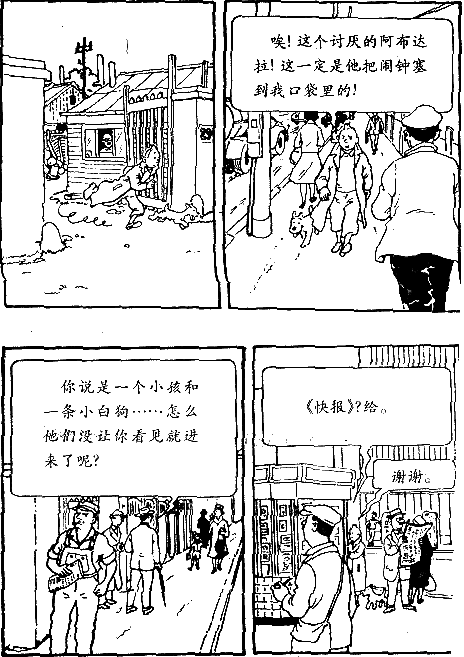 唉！这个讨厌的阿布达
拉！这一定是他把闹钟塞
到我口袋里的！
你说是一个小孩和
一条小白狗……怎么
他们没让你看见就进
来了呢？
《快报》？给。
谢谢。